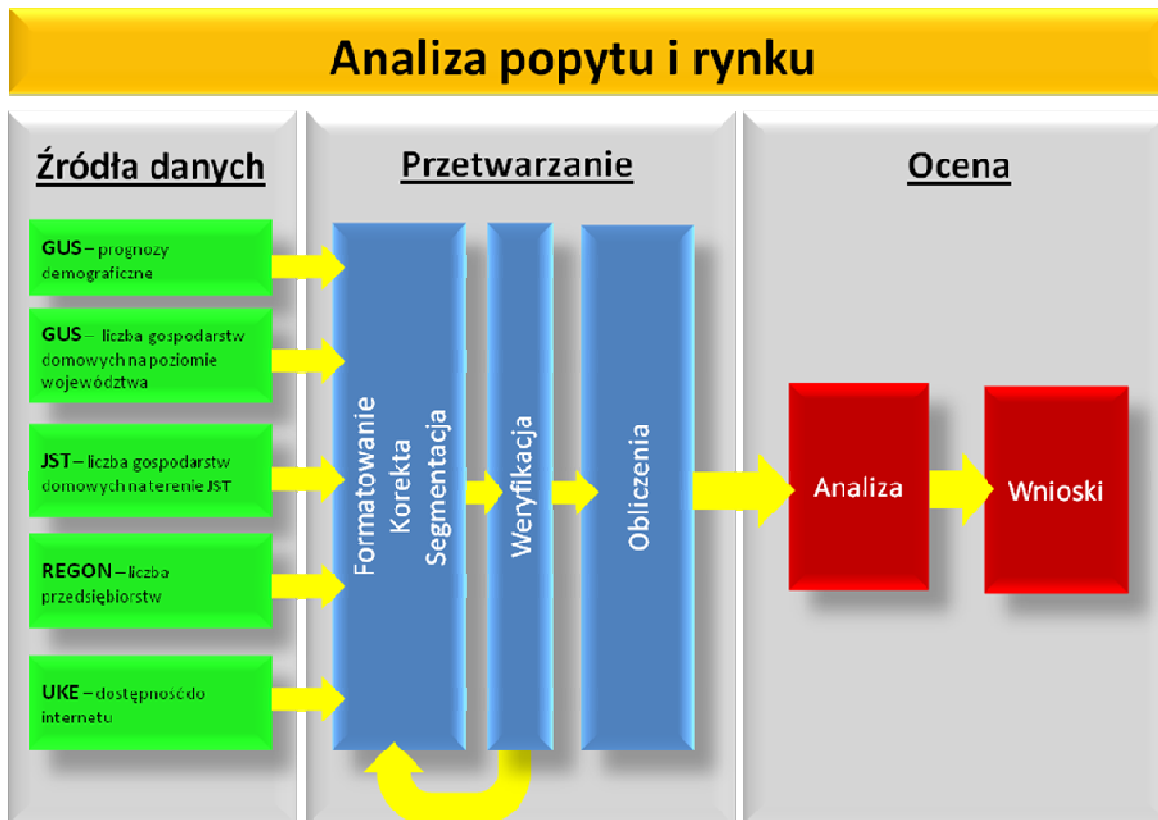 Analiza popytu i rynku
Źródła danych
GUS – prognozy
demograficzne
GUS – liczba gospodarstw
domowych na poziomie
województwa
JST – liczba gospodarstw
domowych na terenie JST
REGON – liczba
przedsiębiorstw
UKE – dostępność do
internetu
Przetwarzanie
Formatowanie
Korekta
Segmentacja
Weryfikacja
Obliczenia
Ocena
Analiza
Wnioski